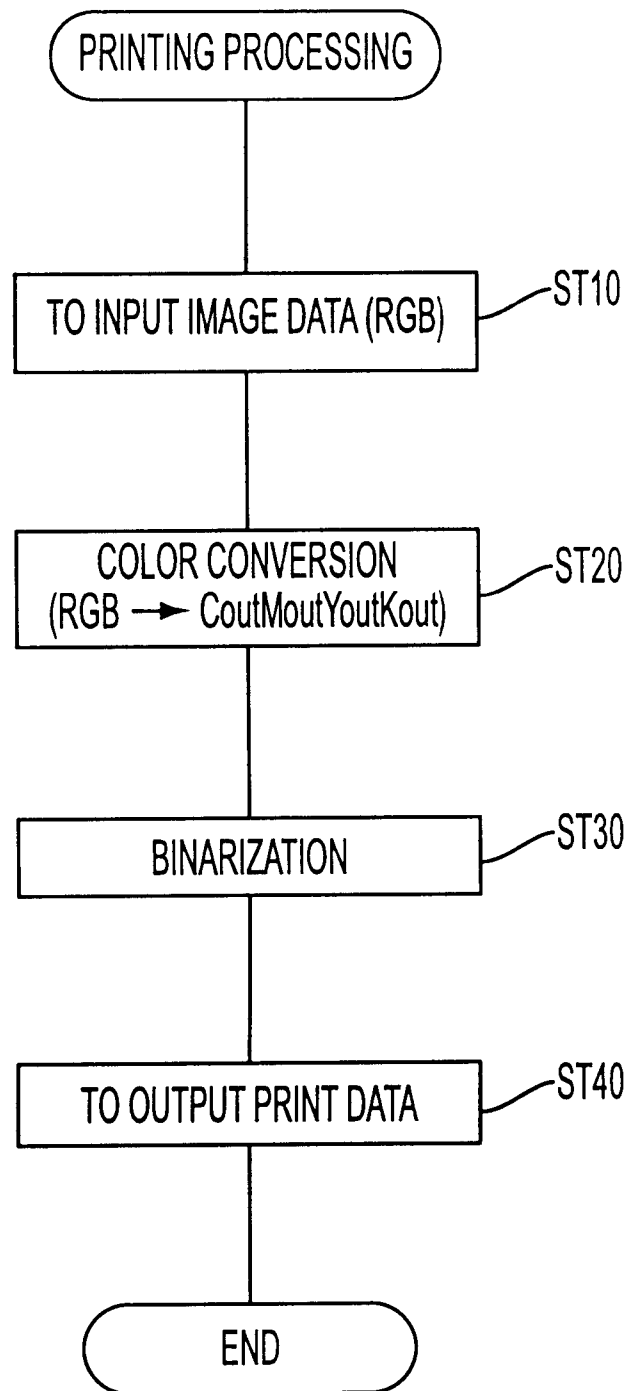 PRINTING PROCESSING
TO INPUT IMAGE DATA (RGB)
ST10
COLOR CONVERSION
(RGB → CoutMoutYoutKout)
ST20
BINARIZATION
ST30
TO OUTPUT PRINT DATA
ST40
END